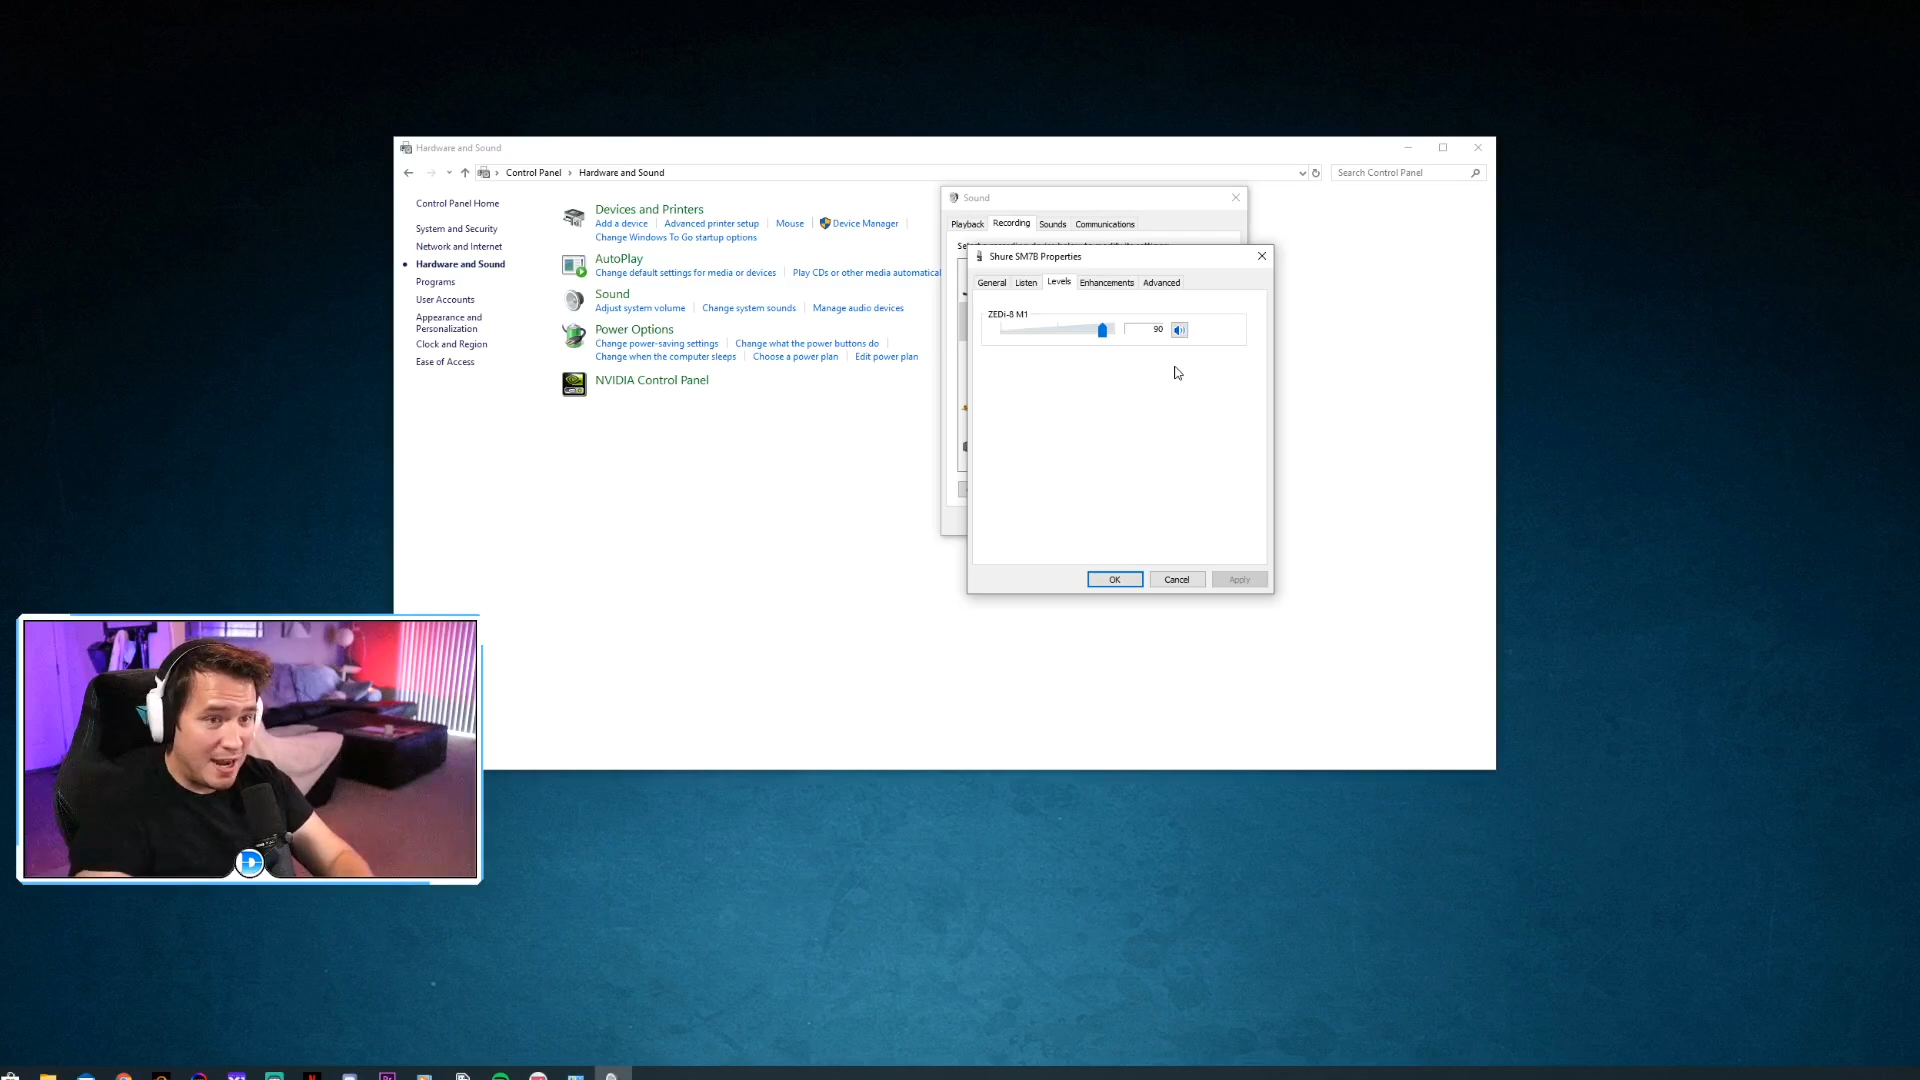 Hardware and Sound
Control Panel › Hardware and Sound
Search Control Panel
Control Panel Home
System and Security
Network and Internet
Hardware and Sound
Programs
User Accounts
Appearance and
Personalization
Clock and Region
Ease of Access
Devices and Printers
Add a device
Advanced printer setup
Mouse
Device Manager
Change Windows To Go startup options
AutoPlay
Change default settings for media or devices
Play CDs or other media automatical
Sound
Adjust system volume
Change system sounds
Manage audio devices
Power Options
Change power-saving settings
Change what the power buttons do
Change when the computer sleeps
Choose a power plan
Edit power plan
NVIDIA Control Panel
Sound
Playback
Recording
Sounds
Communications
Shure SM7B Properties
General
Listen
Levels
Enhancements
Advanced
ZEDi-8 M1
90
OK
Cancel
Apply